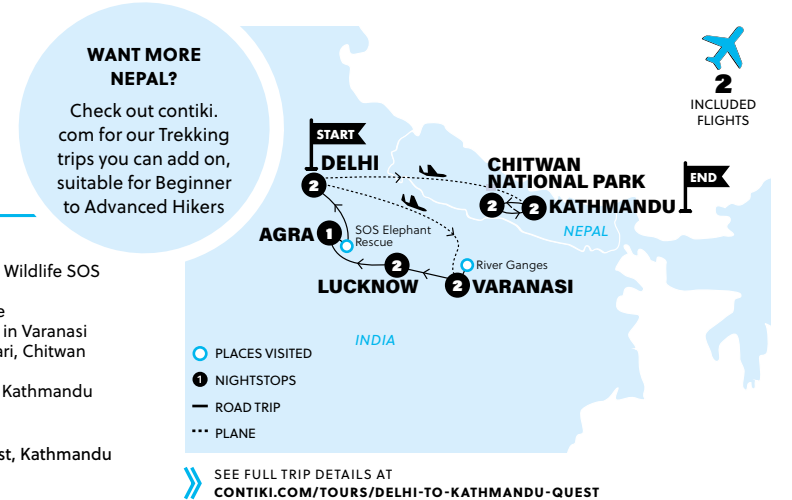 WANT MORE
NEPAL?
Check out contiki.
com for our Trekking
trips you can add on,
suitable for Beginner
to Advanced Hikers
Wildlife SOS
in Varanasi
Chitwan
Kathmandu
Kathmandu
2
INCLUDED
FLIGHTS
START
DELHI
2
CHITWAN
NATIONAL PARK
2
2
KATHMANDU
END
NEPAL
AGRA
1
SOS Elephant
Rescue
2
LUCKNOW
River Ganges
2
VARANASI
INDIA
PLACES VISITED
1 NIGHTSTOPS
ROAD TRIP
PLANE
SEE FULL TRIP DETAILS AT
CONTIKI.COM/TOURS/DELHI-TO-KATHMANDU-QUEST